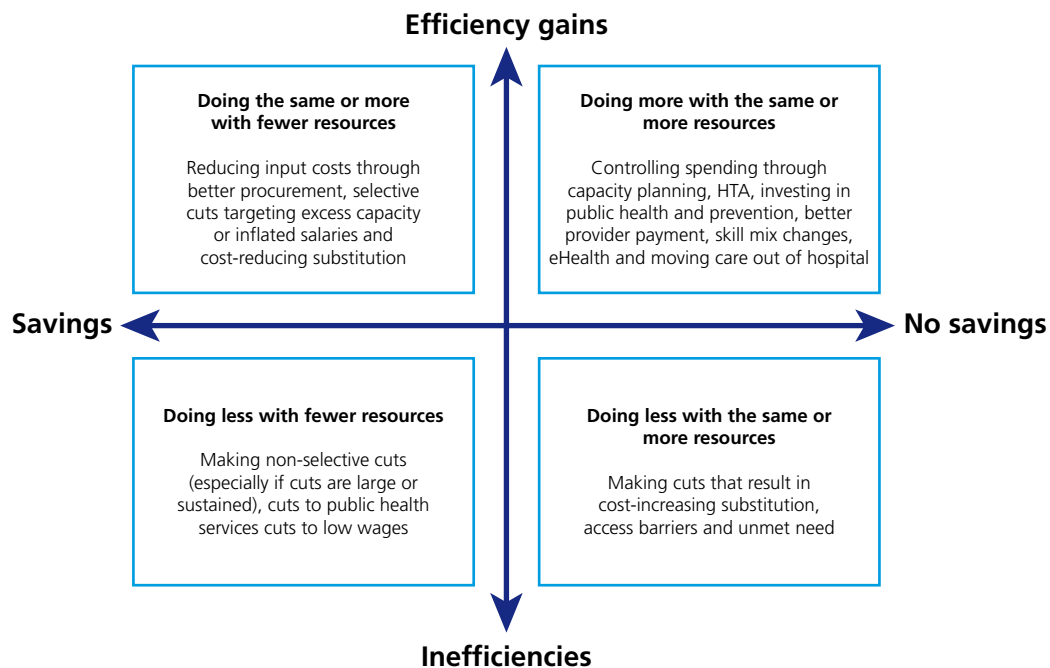 Efficiency gains
Doing the same or more
with fewer resources
Reducing input costs through
better procurement, selective
cuts targeting excess capacity
or inflated salaries and
cost-reducing substitution
Doing more with the same or
more resources
Controlling spending through
capacity planning, HTA, investing in
public health and prevention, better
provider payment, skill mix changes,
eHealth and moving care out of hospital
Savings
No savings
Doing less with fewer resources
Making non-selective cuts
(especially if cuts are large or
sustained), cuts to public health
services cuts to low wages
Doing less with the same or
more resources
Making cuts that result in
cost-increasing substitution,
access barriers and unmet need
Inefficiencies